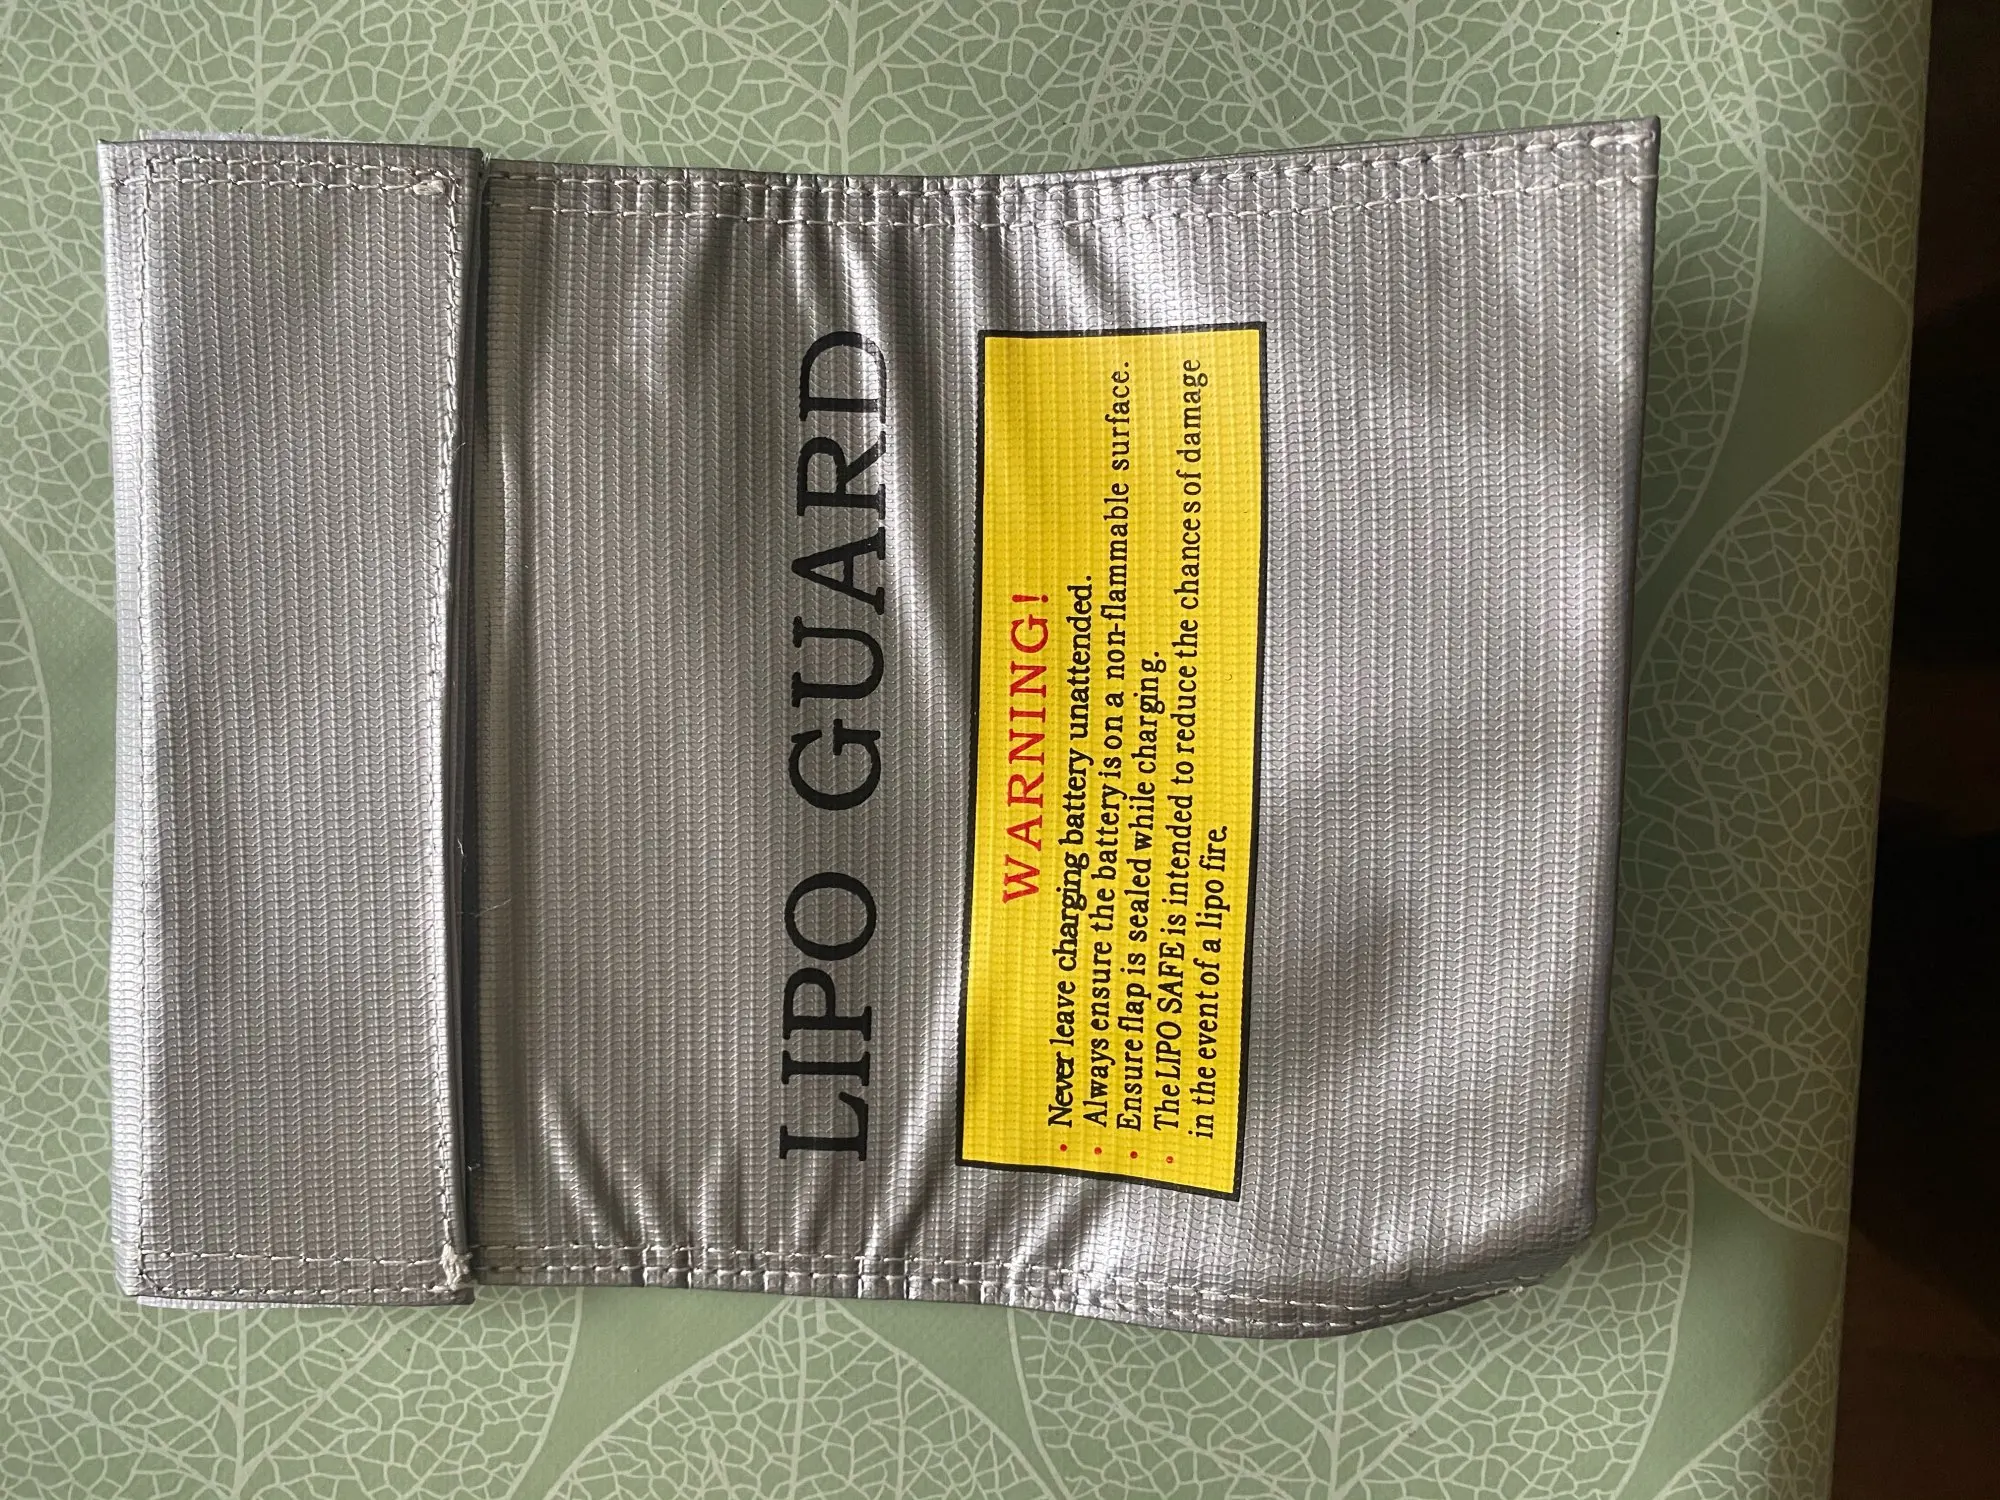 LIPO GUARD
WARNING!
• Never leave charging battery unattended.
• Always ensure the battery is on a non-flammable surface.
• Ensure flap is sealed while charging.
• The LIPO SAFE is intended to reduce the chances of damage
in the event of a lipo fire.